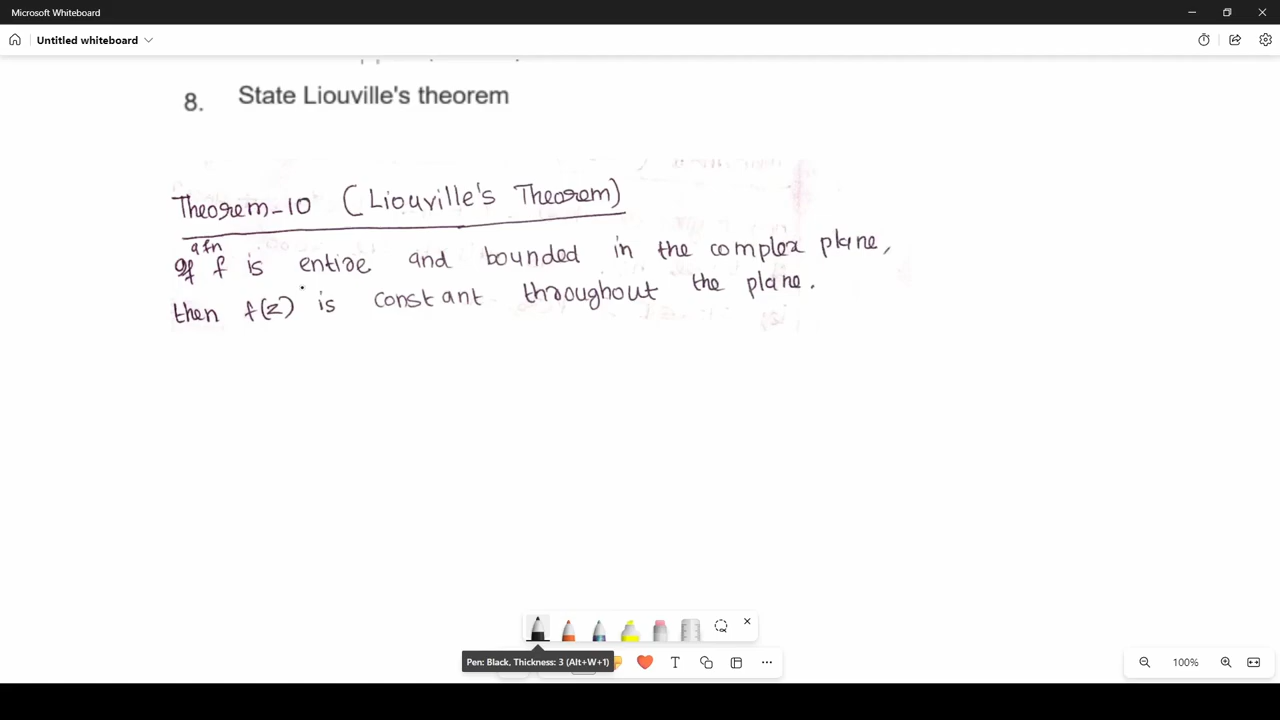 Microsoft Whiteboard
Untitled whiteboard
8. State Liouville's theorem
Theorem-10 (Liouville's Theorem)
a fn
If f is entire and bounded in the complex plane,
then f(z) is constant throughout the plane.
Pen: Black, Thickness: 3 (Alt+W+1)
100%